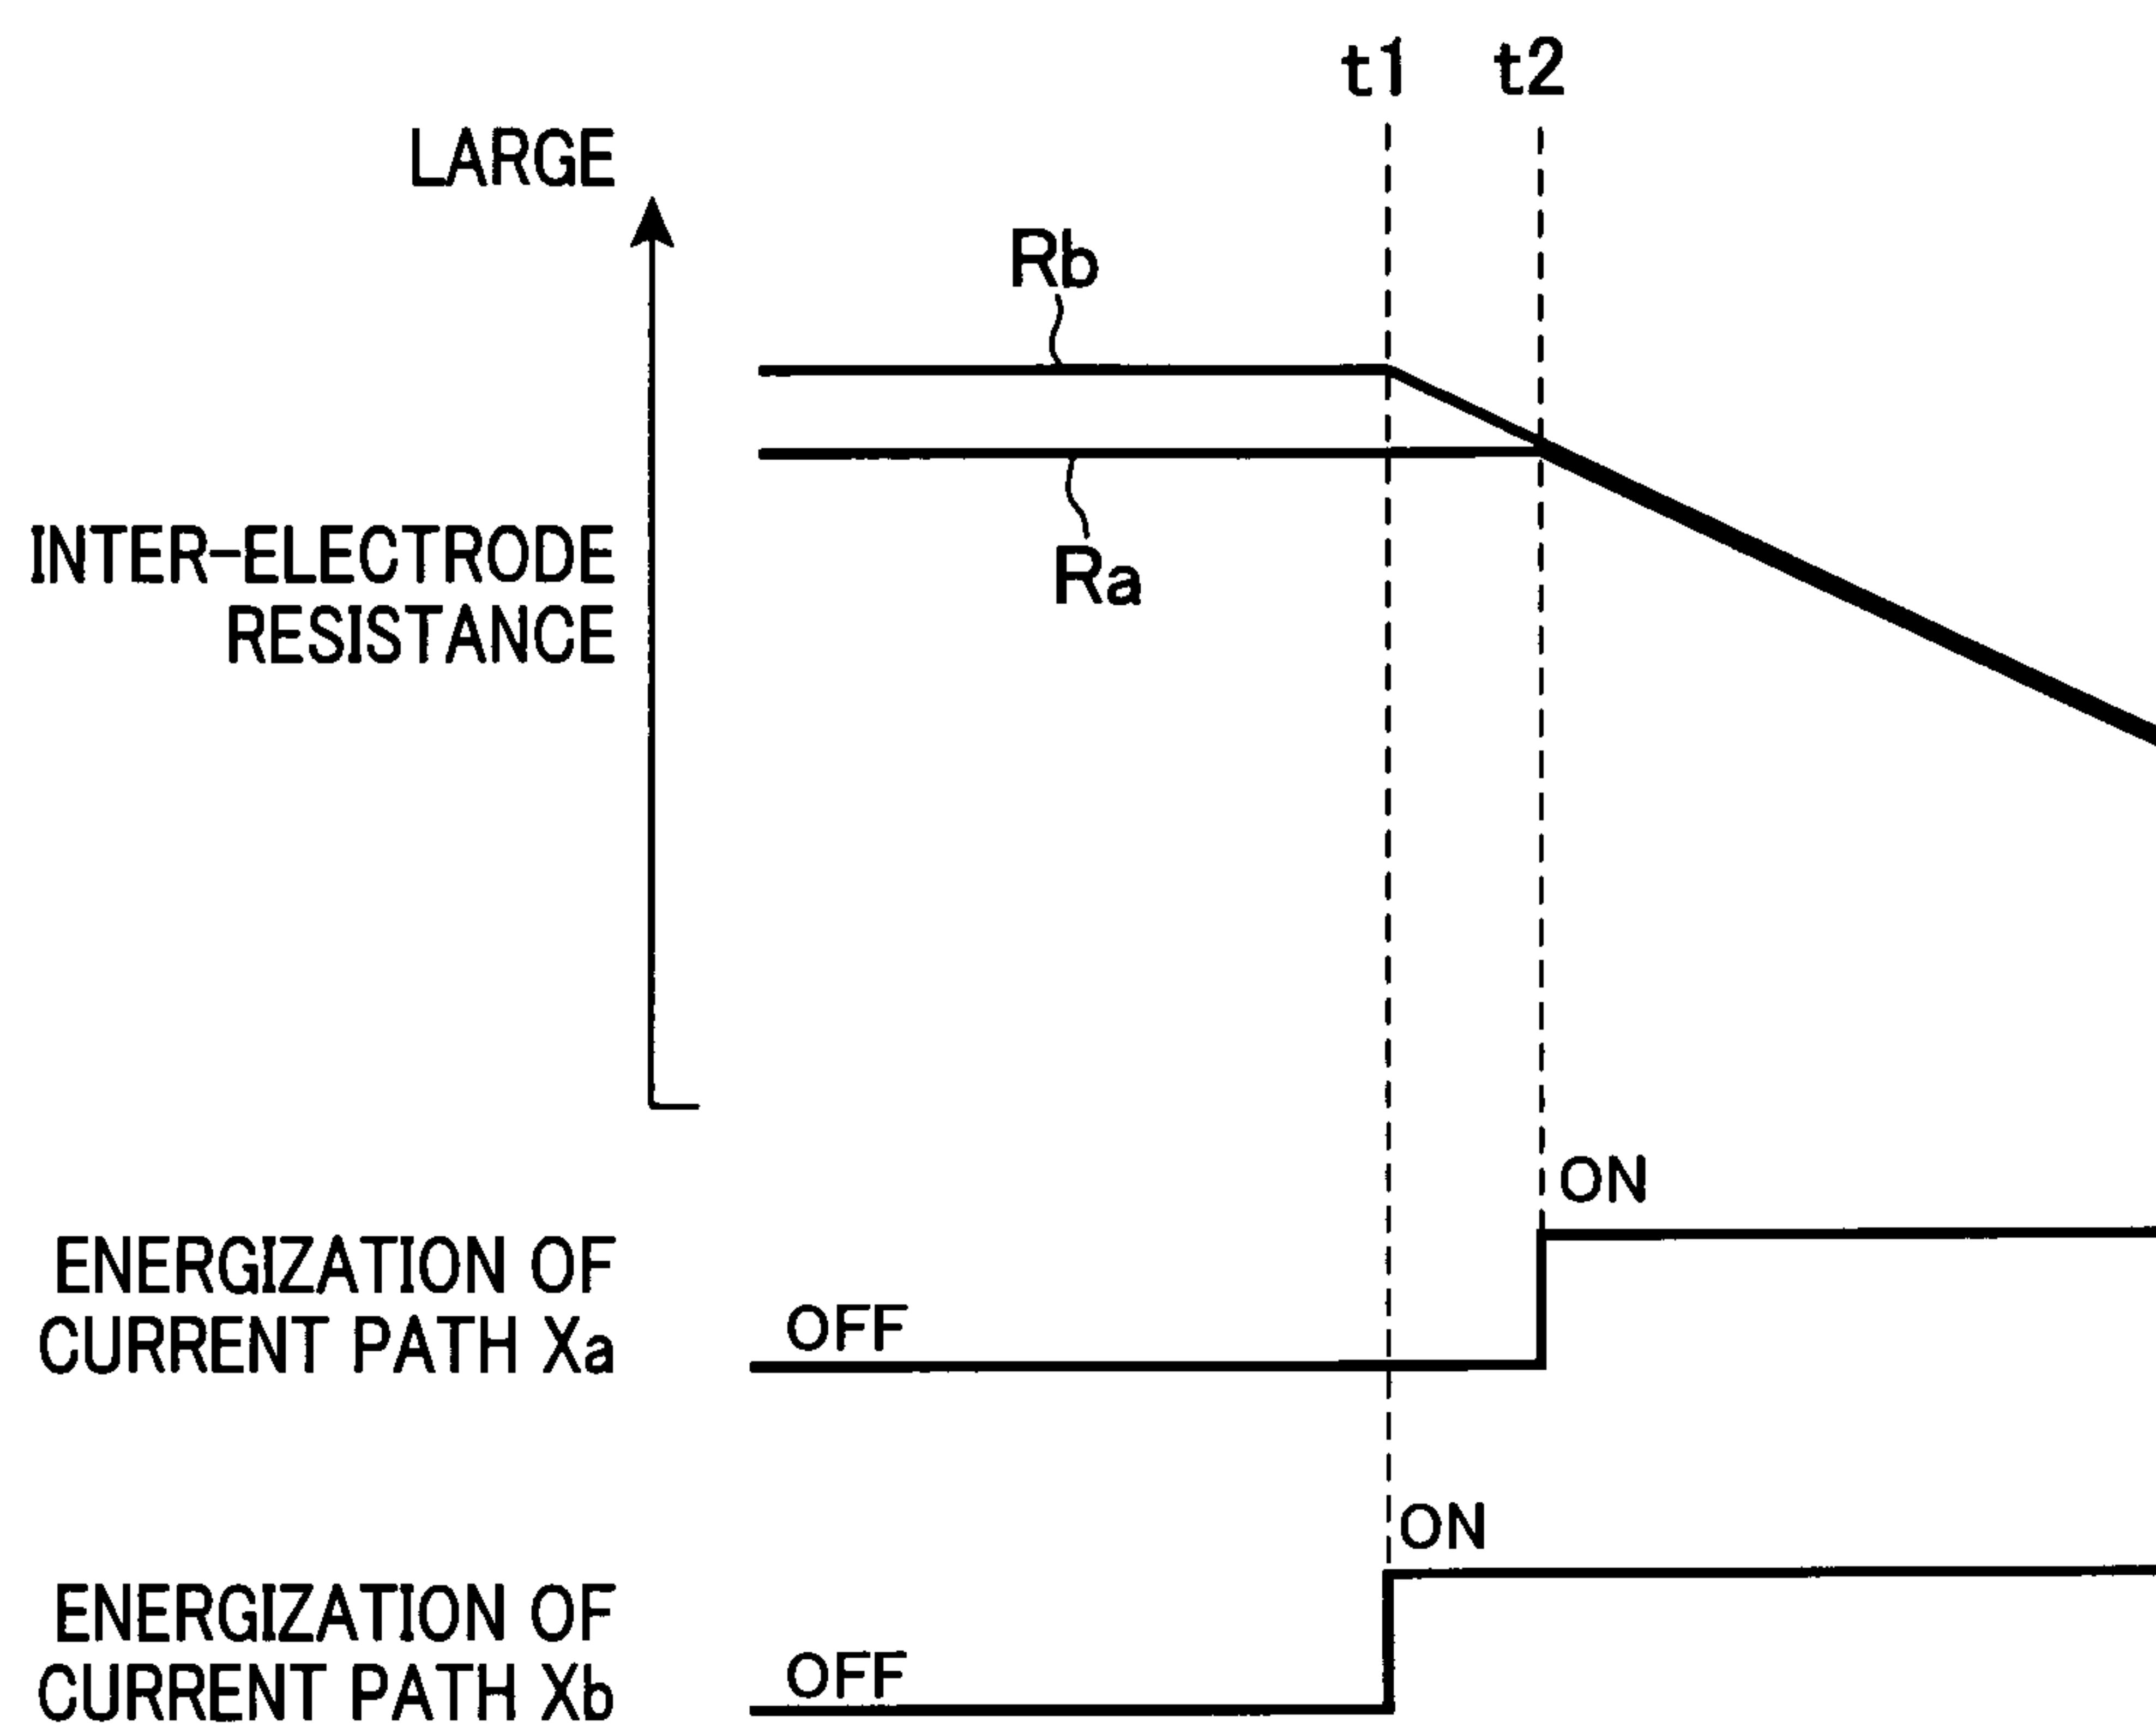 t1 t2
LARGE
Rb
INTER-ELECTRODE
RESISTANCE
Ra
ON
ENERGIZATION OF
CURRENT PATH Xa
OFF
ON
ENERGIZATION OF
CURRENT PATH Xb
OFF